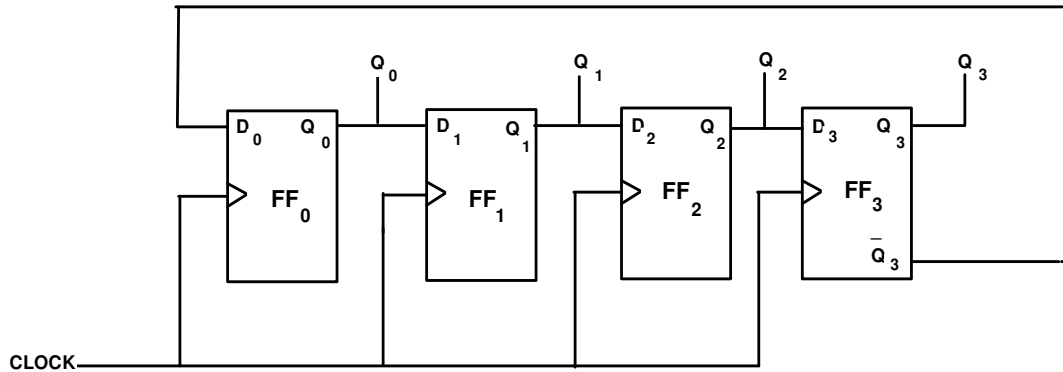 Q0 Q1 Q2 Q3
D0 Q0 D1 Q1 D2 Q2 D3 Q3
FF0 FF1 FF2 FF3
Q̅3
CLOCK